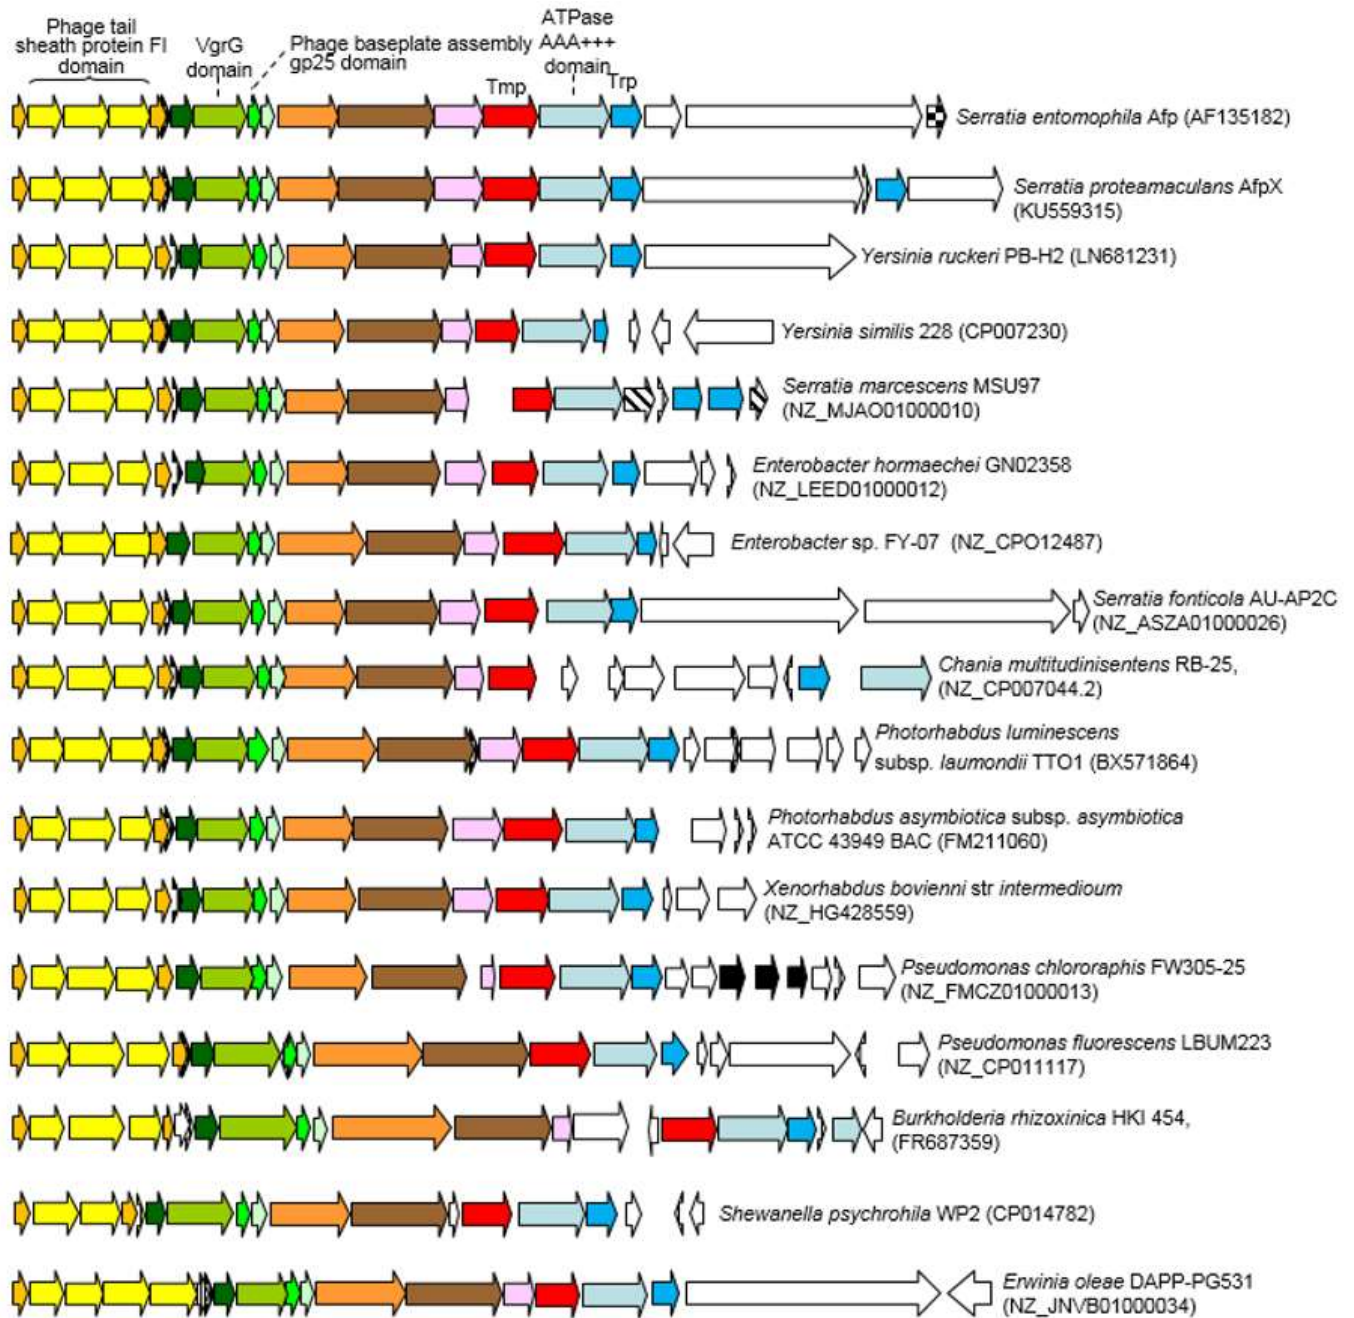 Phage tail
sheath protein FI
domain
VgrG
domain
Phage baseplate assembly
gp25 domain
ATPase
AAA+++
domain
Tmp
Trp
Serratia entomophila Afp (AF135182)
Serratia proteamaculans AfpX
(KU559315)
Yersinia ruckeri PB-H2 (LN681231)
Yersinia similis 228 (CP007230)
Serratia marcescens MSU97
(NZ_MJAO01000010)
Enterobacter hormaechei GN02358
(NZ_LEED01000012)
Enterobacter sp. FY-07 (NZ_CPO12487)
Serratia fonticola AU-AP2C
(NZ_ASZA01000026)
Chania multitudinisentens RB-25,
(NZ_CP007044.2)
Photorhabdus luminescens
subsp. laumondii TTO1 (BX571864)
Photorhabdus asymbiotica subsp. asymbiotica
ATCC 43949 BAC (FM211060)
Xenorhabdus bovienni str intermedioum
(NZ_HG428559)
Pseudomonas chlororaphis FW305-25
(NZ_FMCZ01000013)
Pseudomonas fluorescens LBUM223
(NZ_CP011117)
Burkholderia rhizoxinica HKI 454,
(FR687359)
Shewanella psychrohila WP2 (CP014782)
Erwinia oleae DAPP-PG531
(NZ_JNVB01000034)